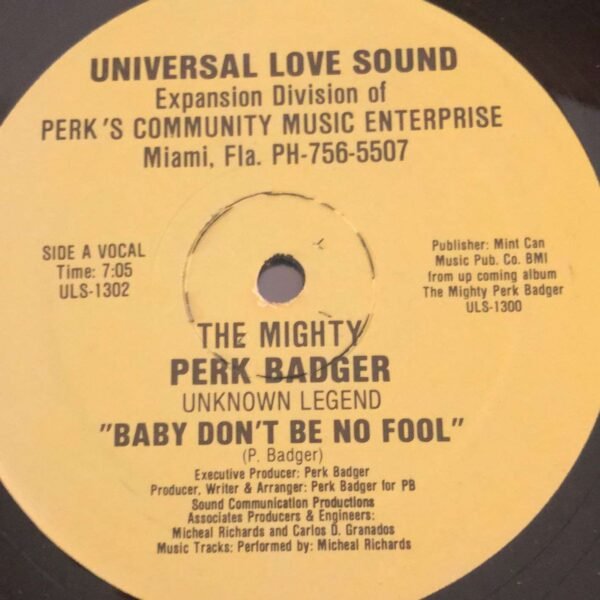 UNIVERSAL LOVE SOUND
Expansion Division of
PERK'S COMMUNITY MUSIC ENTERPRISE
Miami, Fla. PH-756-5507
SIDE A VOCAL
Time: 7:05
ULS-1302
Publisher: Mint Can
Music Pub. Co. BMI
from up coming album
The Mighty Perk Badger
ULS-1300
THE MIGHTY
PERK BADGER
UNKNOWN LEGEND
"BABY DON'T BE NO FOOL"
(P. Badger)
Executive Producer: Perk Badger
Producer, Writer & Arranger: Perk Badger for PB
Sound Communication Productions
Associates Producers & Engineers:
Micheal Richards and Carlos D. Granados
Music Tracks: Performed by: Micheal Richards